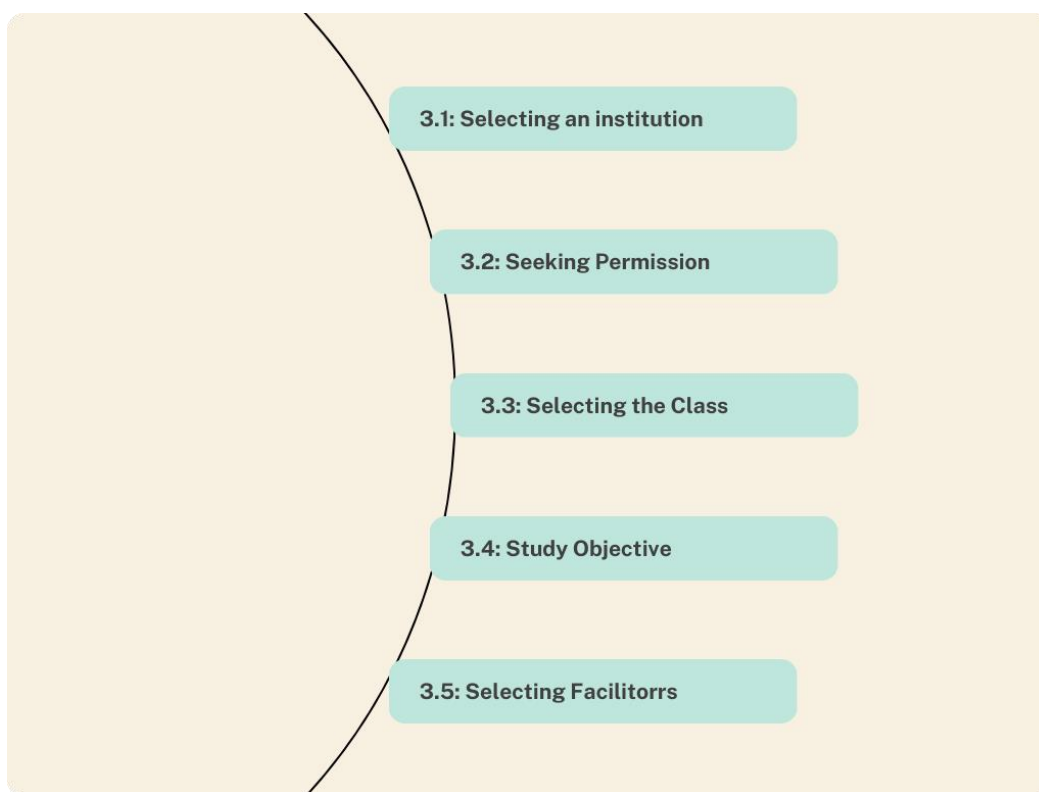 3.1: Selecting an institution
3.2: Seeking Permission
3.3: Selecting the Class
3.4: Study Objective
3.5: Selecting Facilitorrs